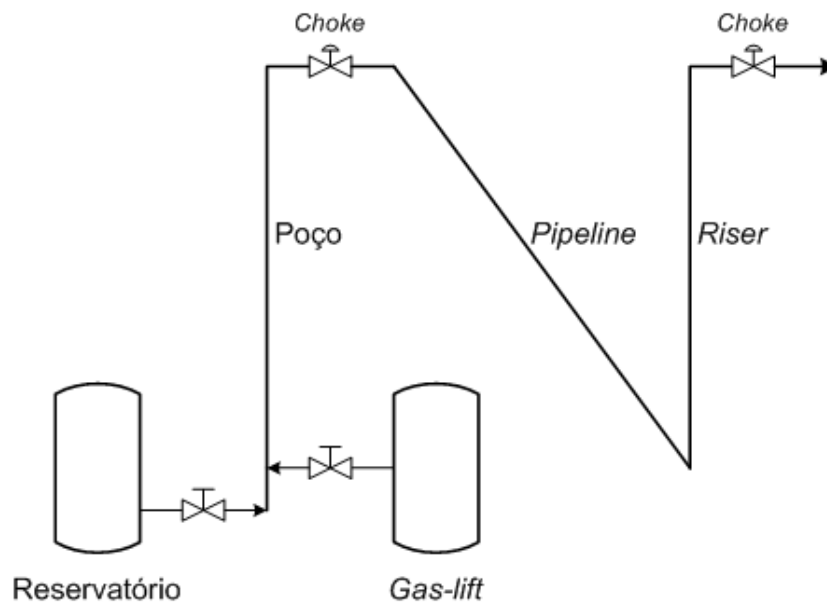 Choke
Choke
Poço
Pipeline
Riser
Reservatório
Gas-lift